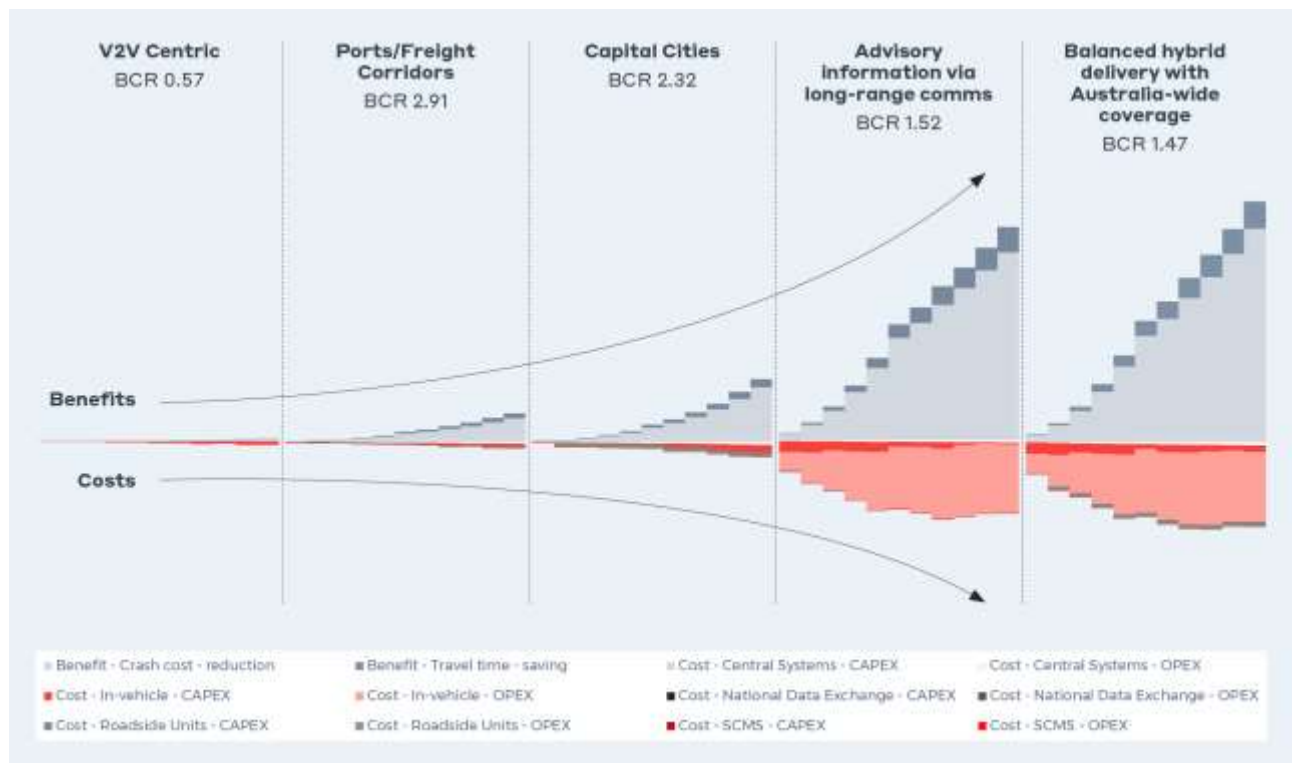 V2V Centric
BCR 0.57
Ports/Freight
Corridors
BCR 2.91
Capital Cities
BCR 2.32
Advisory
information via
long-range comms
BCR 1.52
Balanced hybrid
delivery with
Australia-wide
coverage
BCR 1.47
Benefits
Costs
Benefit - Crash cost - reduction
Benefit - Travel time - saving
Cost - Central Systems - CAPEX
Cost - Central Systems - OPEX
Cost - In-vehicle - CAPEX
Cost - In-vehicle - OPEX
Cost - National Data Exchange - CAPEX
Cost - National Data Exchange - OPEX
Cost - Roadside Units - CAPEX
Cost - Roadside Units - OPEX
Cost - SCMS - CAPEX
Cost - SCMS - OPEX